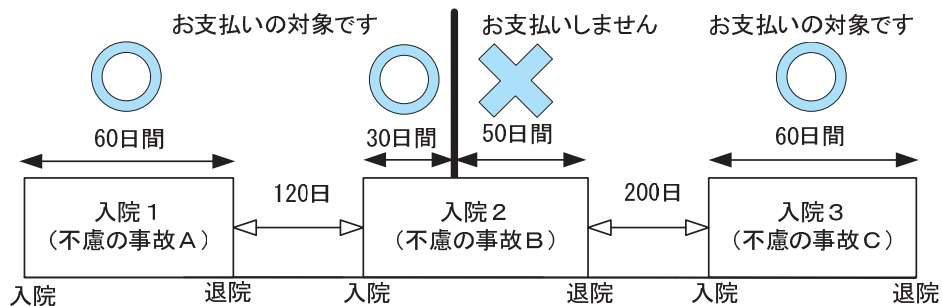 お支払いの対象です
お支払いしません
お支払いの対象です
60日間
30日間
50日間
60日間
120日
200日
入院1
(不慮の事故A)
入院2
(不慮の事故B)
入院3
(不慮の事故C)
入院
退院
入院
退院
入院
退院